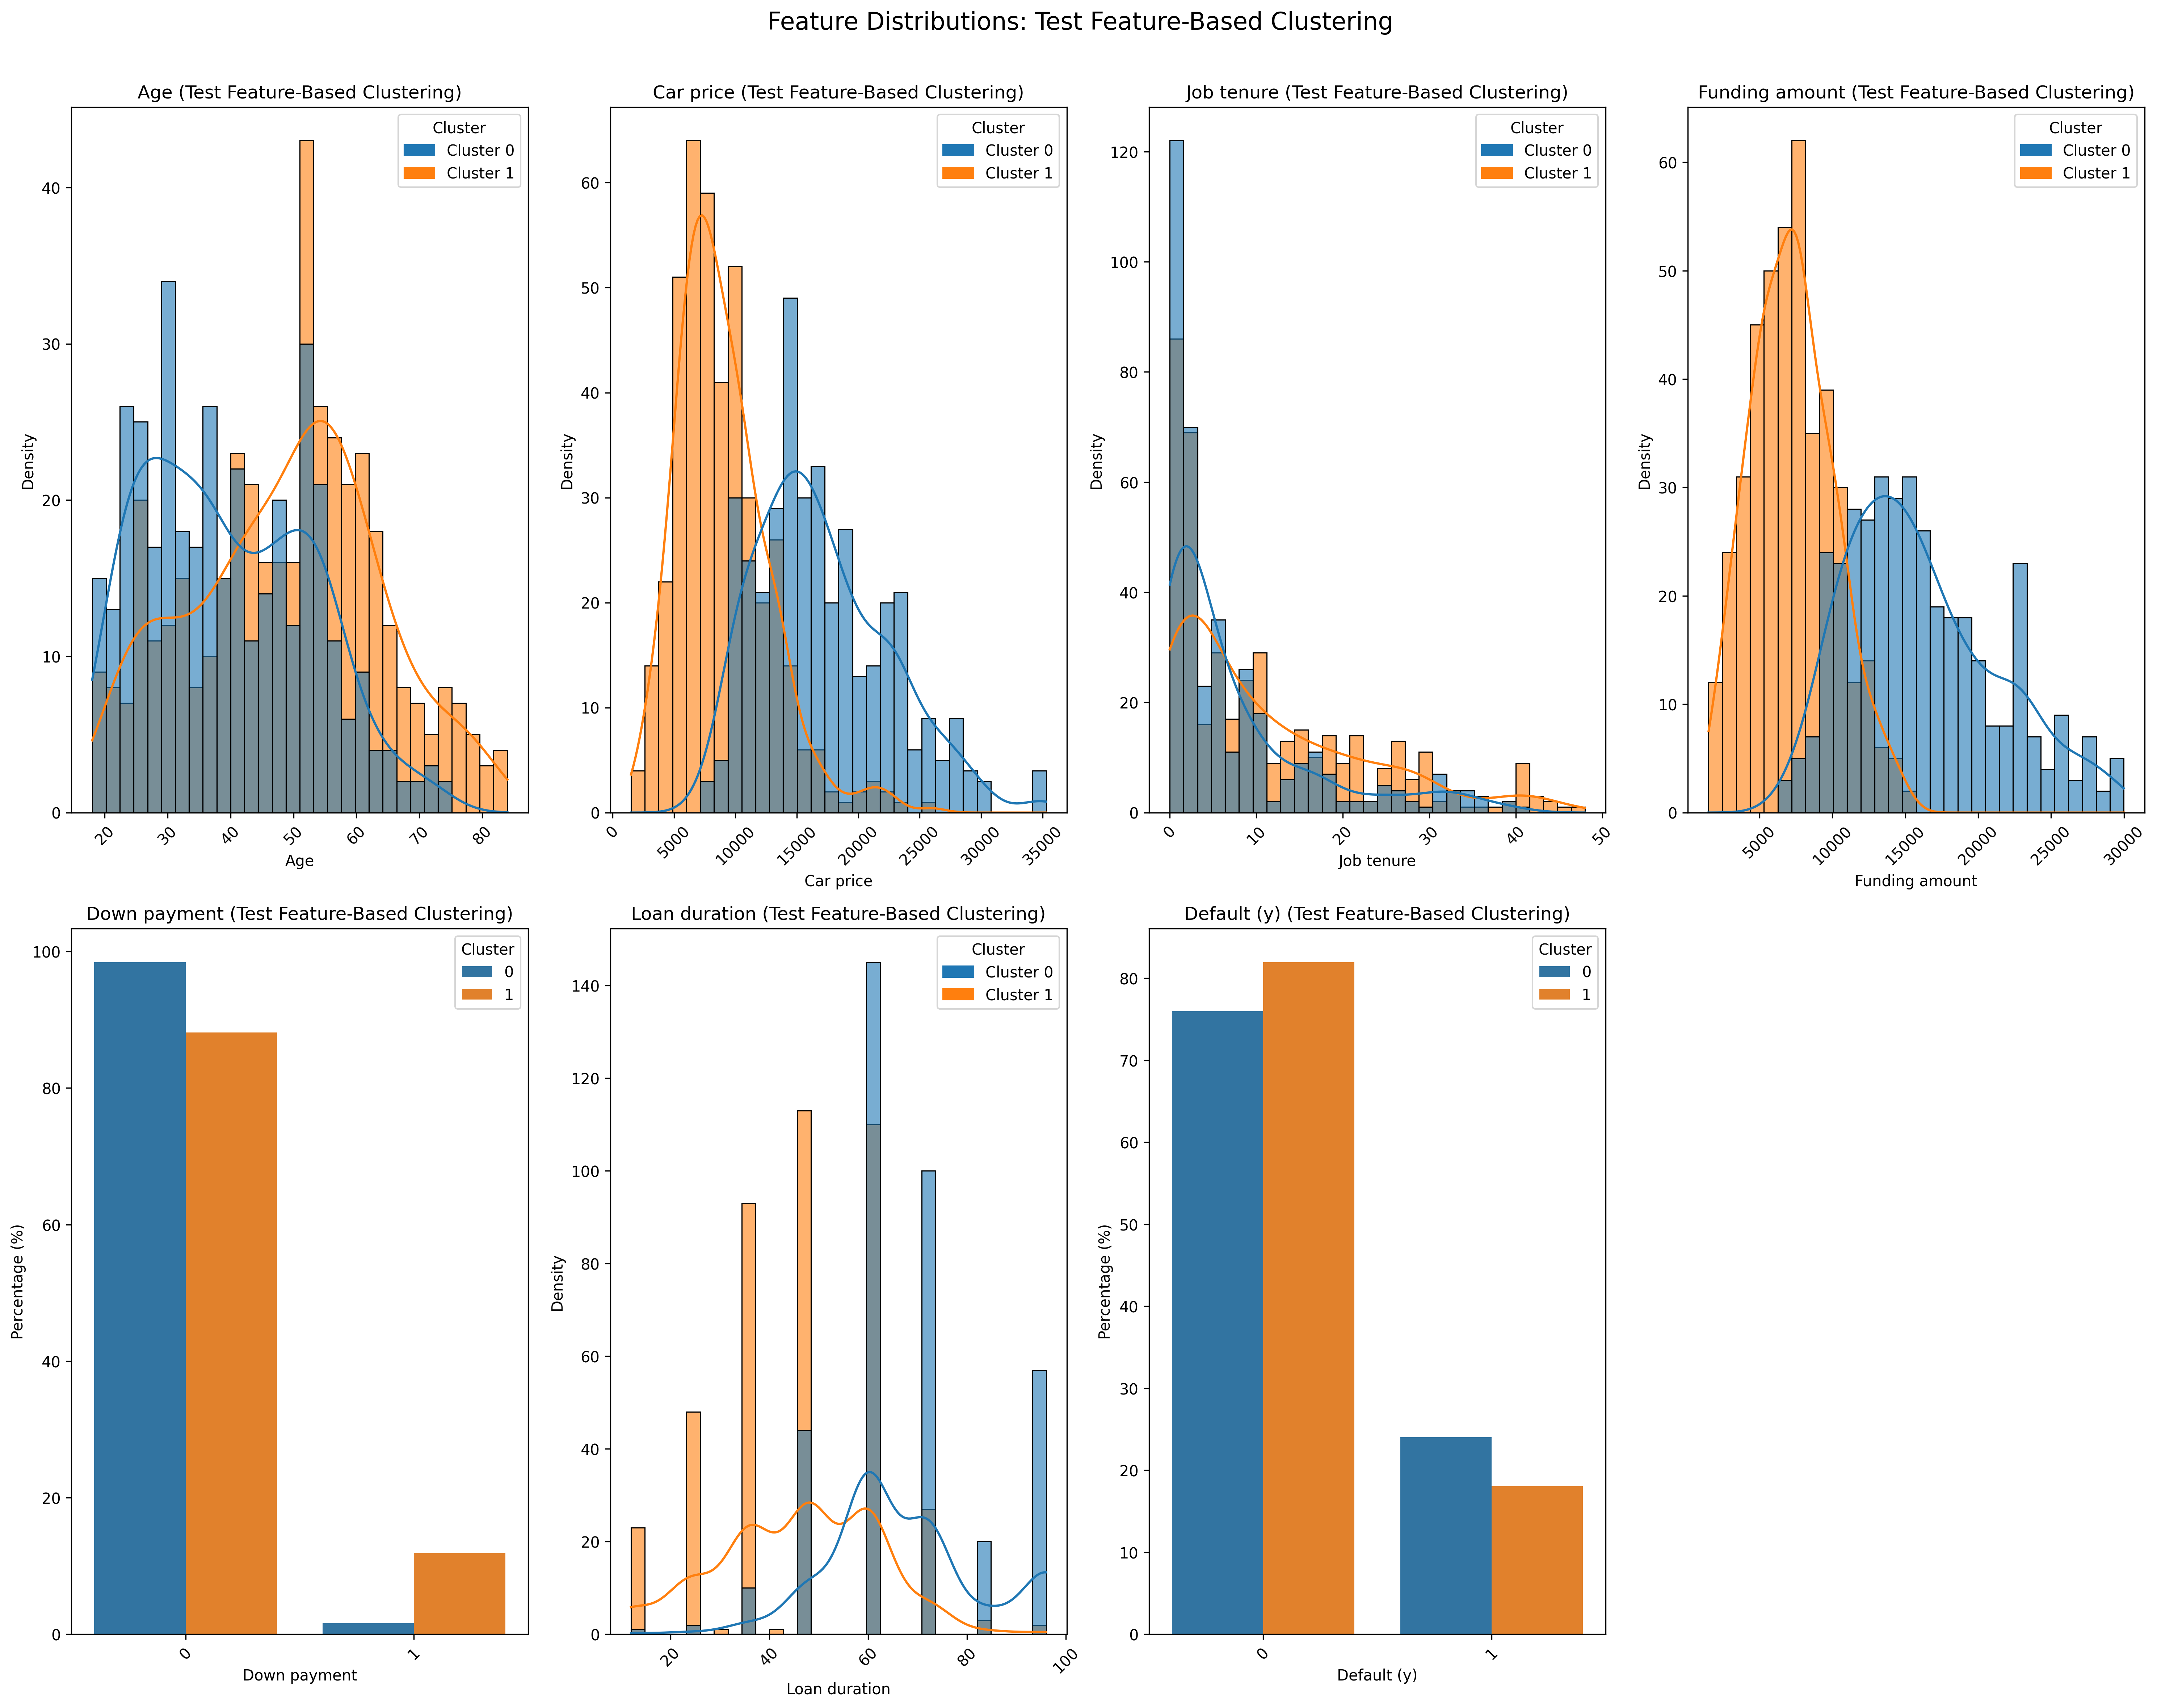 Feature Distributions: Test Feature-Based Clustering
Age (Test Feature-Based Clustering)
Density
0
10
20
30
40
20
30
40
50
60
70
80
Age
Cluster
Cluster 0
Cluster 1
Car price (Test Feature-Based Clustering)
Density
0
10
20
30
40
50
60
0
5000
10000
15000
20000
25000
30000
35000
Car price
Cluster
Cluster 0
Cluster 1
Job tenure (Test Feature-Based Clustering)
Density
0
20
40
60
80
100
120
0
10
20
30
40
50
Job tenure
Cluster
Cluster 0
Cluster 1
Funding amount (Test Feature-Based Clustering)
Density
0
10
20
30
40
50
60
5000
10000
15000
20000
25000
30000
Funding amount
Cluster
Cluster 0
Cluster 1
Down payment (Test Feature-Based Clustering)
Percentage (%)
0
20
40
60
80
100
0
1
Down payment
Cluster
0
1
Loan duration (Test Feature-Based Clustering)
Density
0
20
40
60
80
100
120
140
20
40
60
80
100
Loan duration
Cluster
Cluster 0
Cluster 1
Default (y) (Test Feature-Based Clustering)
Percentage (%)
0
10
20
30
40
50
60
70
80
0
1
Default (y)
Cluster
0
1